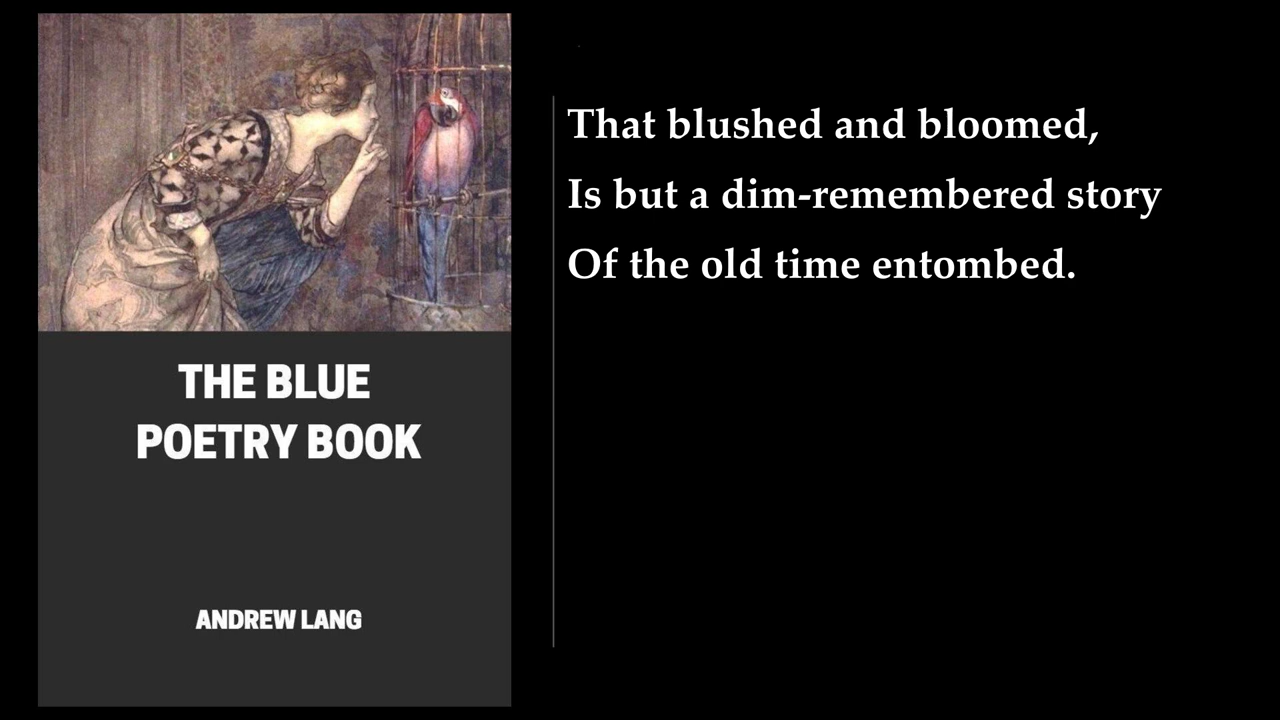 THE BLUE
POETRY BOOK
ANDREW LANG
That blushed and bloomed,
Is but a dim-remembered story
Of the old time entombed.